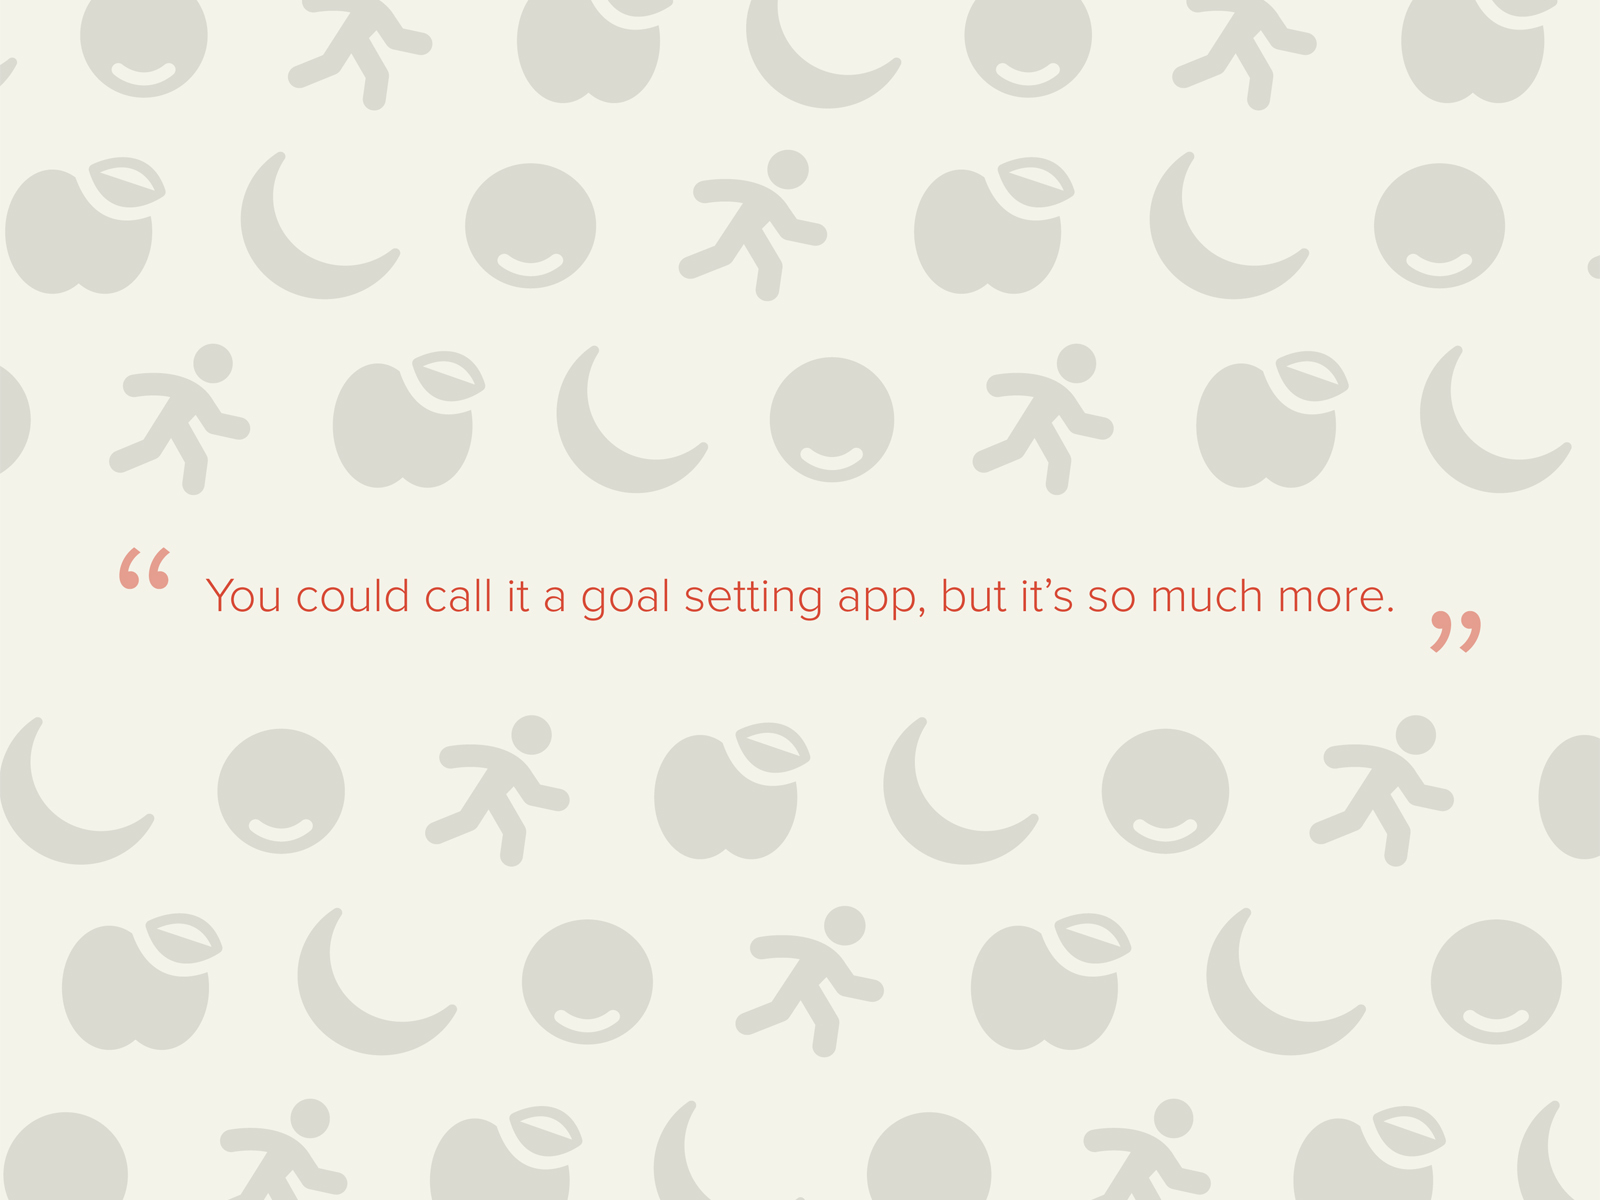 “ You could call it a goal setting app, but it’s so much more. ”